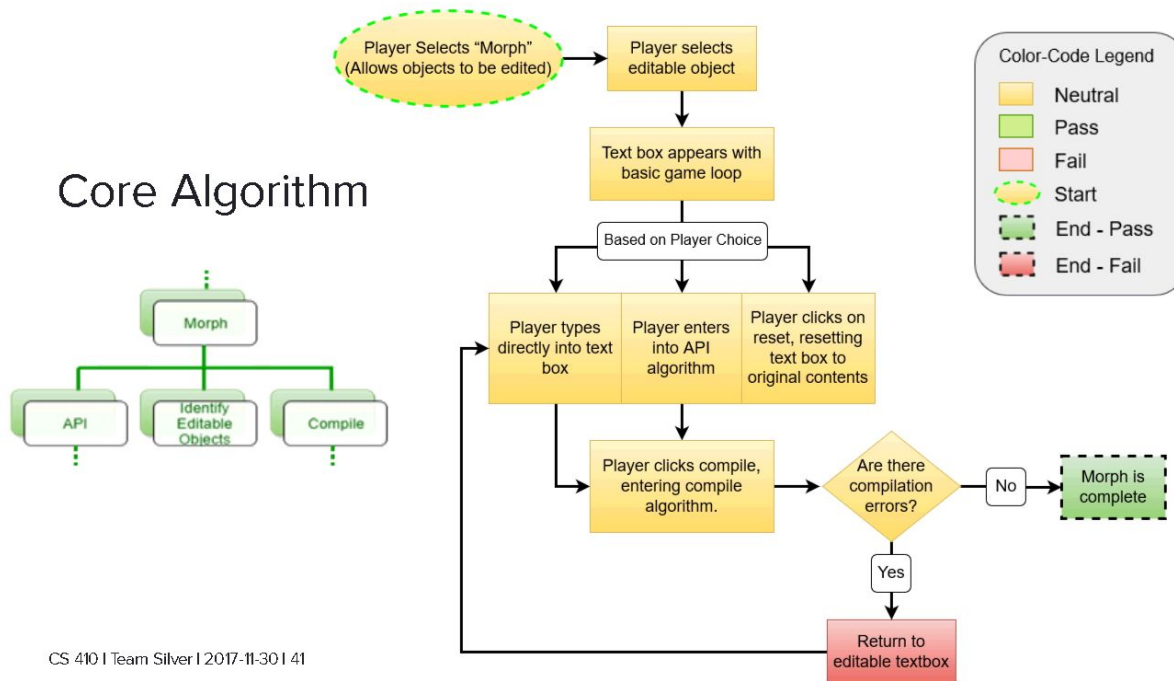 Core Algorithm
Morph
API
Identify
Editable
Objects
Compile
Player Selects “Morph”
(Allows objects to be edited)
Player selects
editable object
Text box appears with
basic game loop
Based on Player Choice
Player types
directly into text
box
Player enters
into API
algorithm
Player clicks on
reset, resetting
text box to
original contents
Player clicks compile,
entering compile
algorithm.
Are there
compilation
errors?
No
Morph is
complete
Yes
Return to
editable textbox
Color-Code Legend
Neutral
Pass
Fail
Start
End - Pass
End - Fail
CS 410 | Team Silver | 2017-11-30 | 41